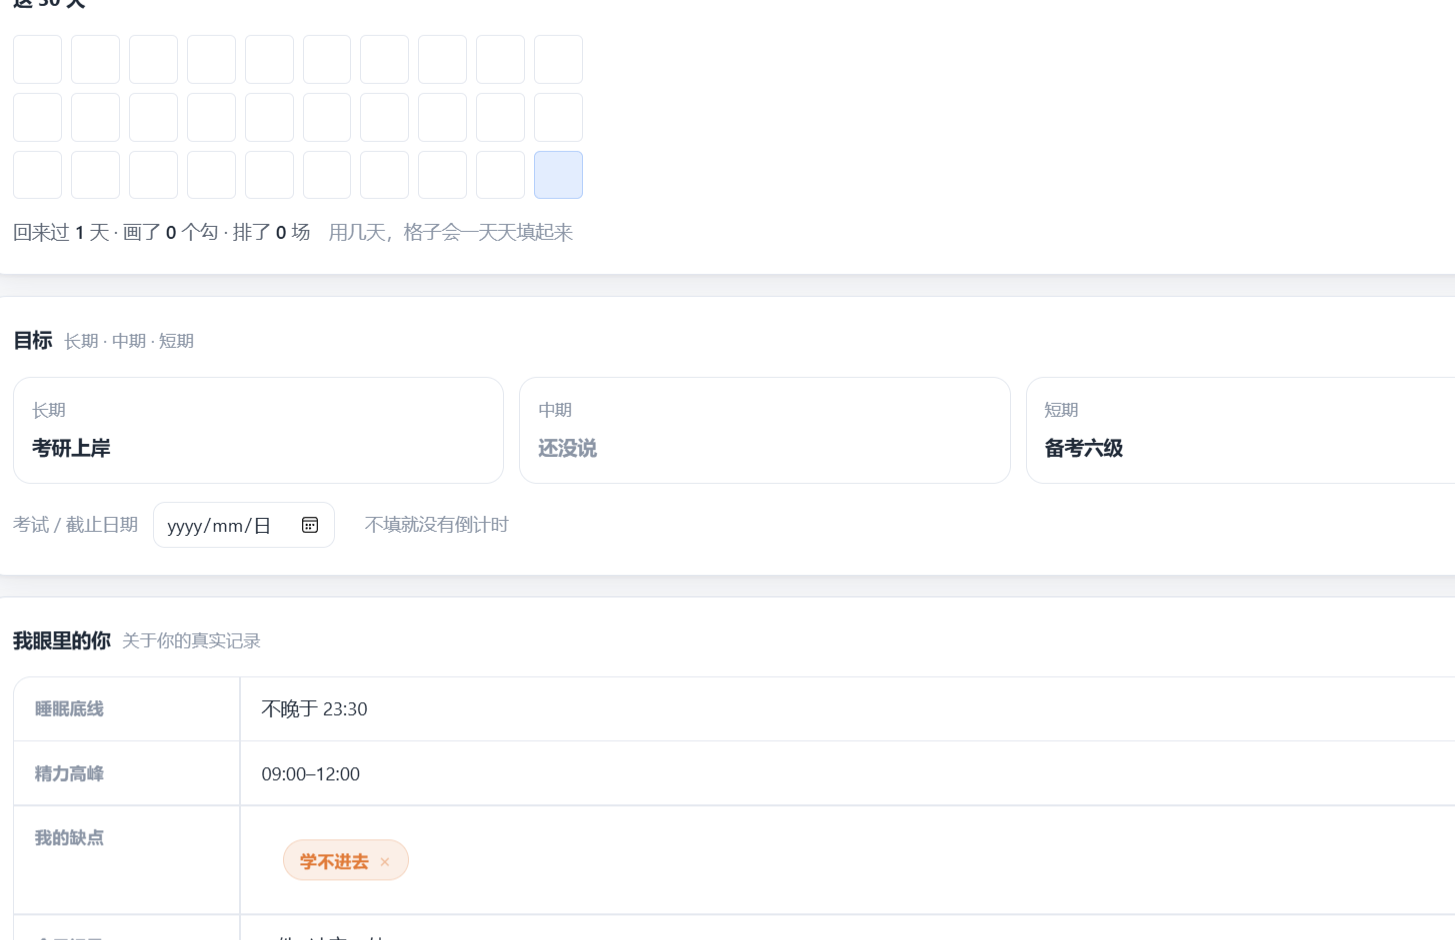 这 30 天
回来过 1 天 · 画了 0 个勾 · 排了 0 场 用几天，格子会一天天填起来
目标 长期 · 中期 · 短期
长期
考研上岸
中期
还没说
短期
备考六级
考试 / 截止日期 yyyy/mm/日 不填就没有倒计时
我眼里的你 关于你的真实记录
睡眠底线 不晚于 23:30
精力高峰 09:00–12:00
我的缺点
学不进去 ×